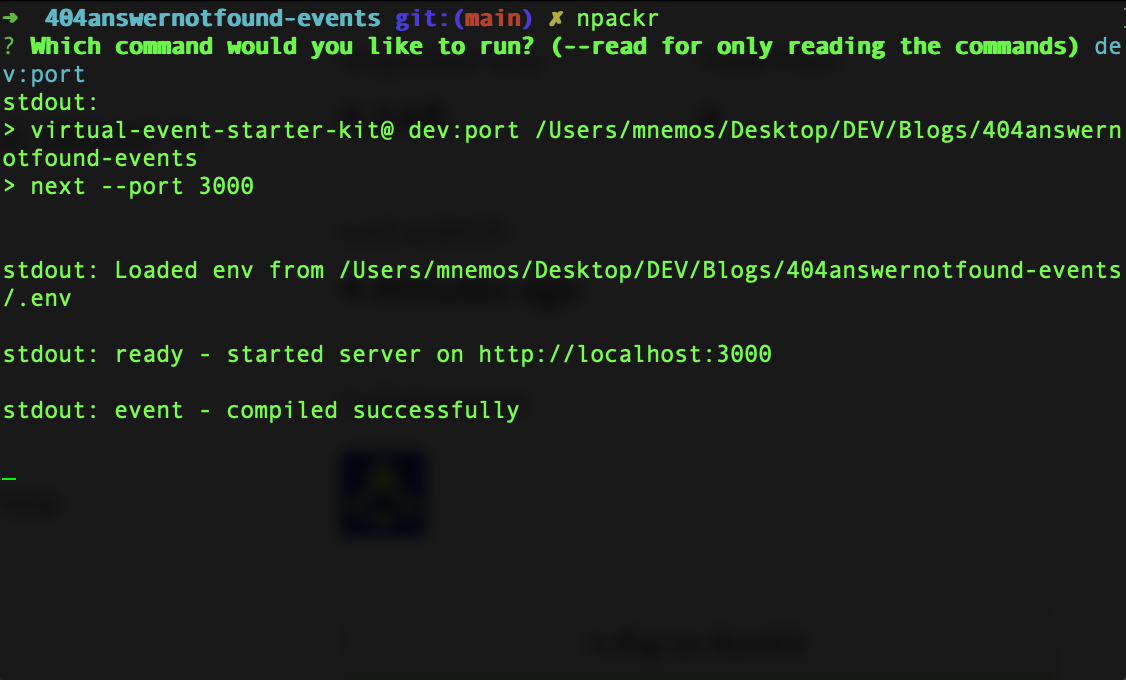 ➜  404answernotfound-events git:(main) ✗ npackr
? Which command would you like to run? (--read for only reading the commands) de
v:port
stdout:
> virtual-event-starter-kit@ dev:port /Users/mnemos/Desktop/DEV/Blogs/404answern
otfound-events
> next --port 3000
stdout: Loaded env from /Users/mnemos/Desktop/DEV/Blogs/404answernotfound-events
/.env
stdout: ready - started server on http://localhost:3000
stdout: event - compiled successfully